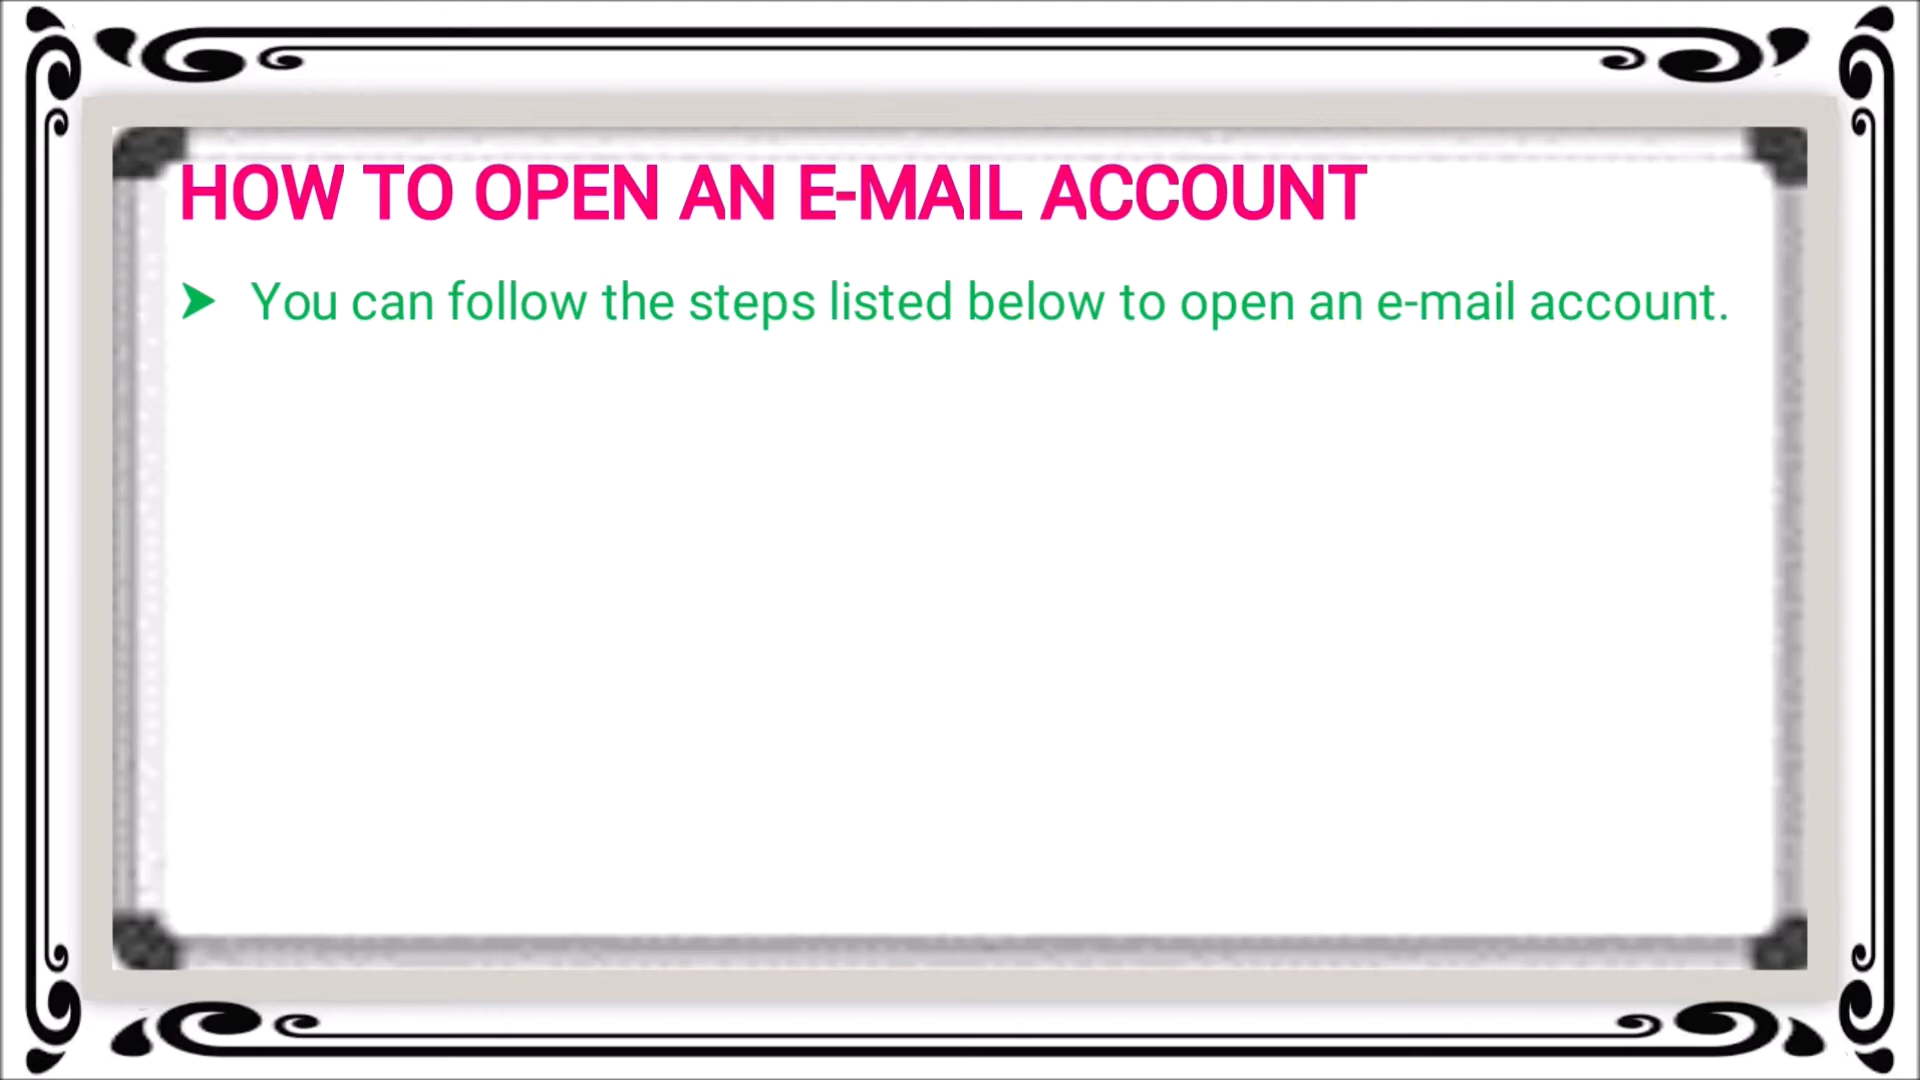 HOW TO OPEN AN E-MAIL ACCOUNT
➤ You can follow the steps listed below to open an e-mail account.